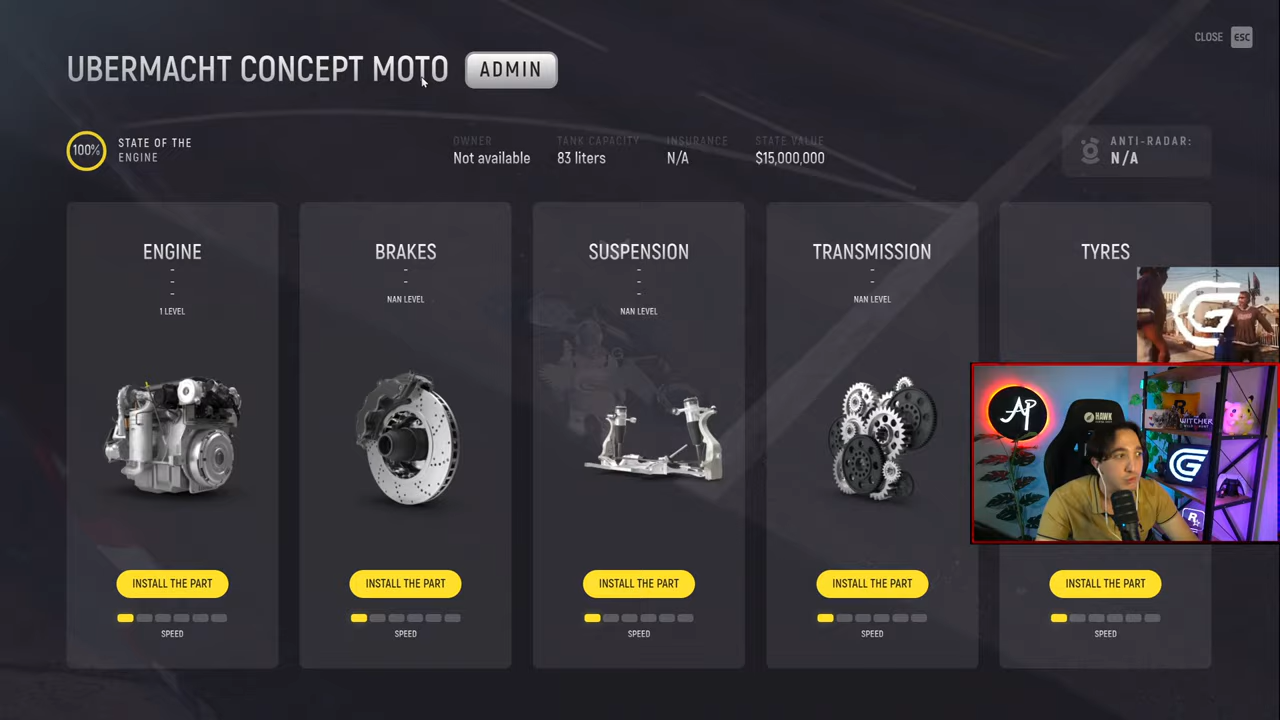 CLOSE ESC
UBERMACHT CONCEPT MOTO ADMIN
100%
STATE OF THE
ENGINE
OWNER
Not available
TANK CAPACITY
83 liters
INSURANCE
N/A
STATE VALUE
$15,000,000
ANTI-RADAR:
N/A
ENGINE
-
-
-
1 LEVEL
INSTALL THE PART
SPEED
BRAKES
-
-
NAN LEVEL
INSTALL THE PART
SPEED
SUSPENSION
-
-
-
NAN LEVEL
INSTALL THE PART
SPEED
TRANSMISSION
-
-
NAN LEVEL
INSTALL THE PART
SPEED
TYRES
INSTALL THE PART
SPEED
G
AP
HAWK
WITCHER
G
R